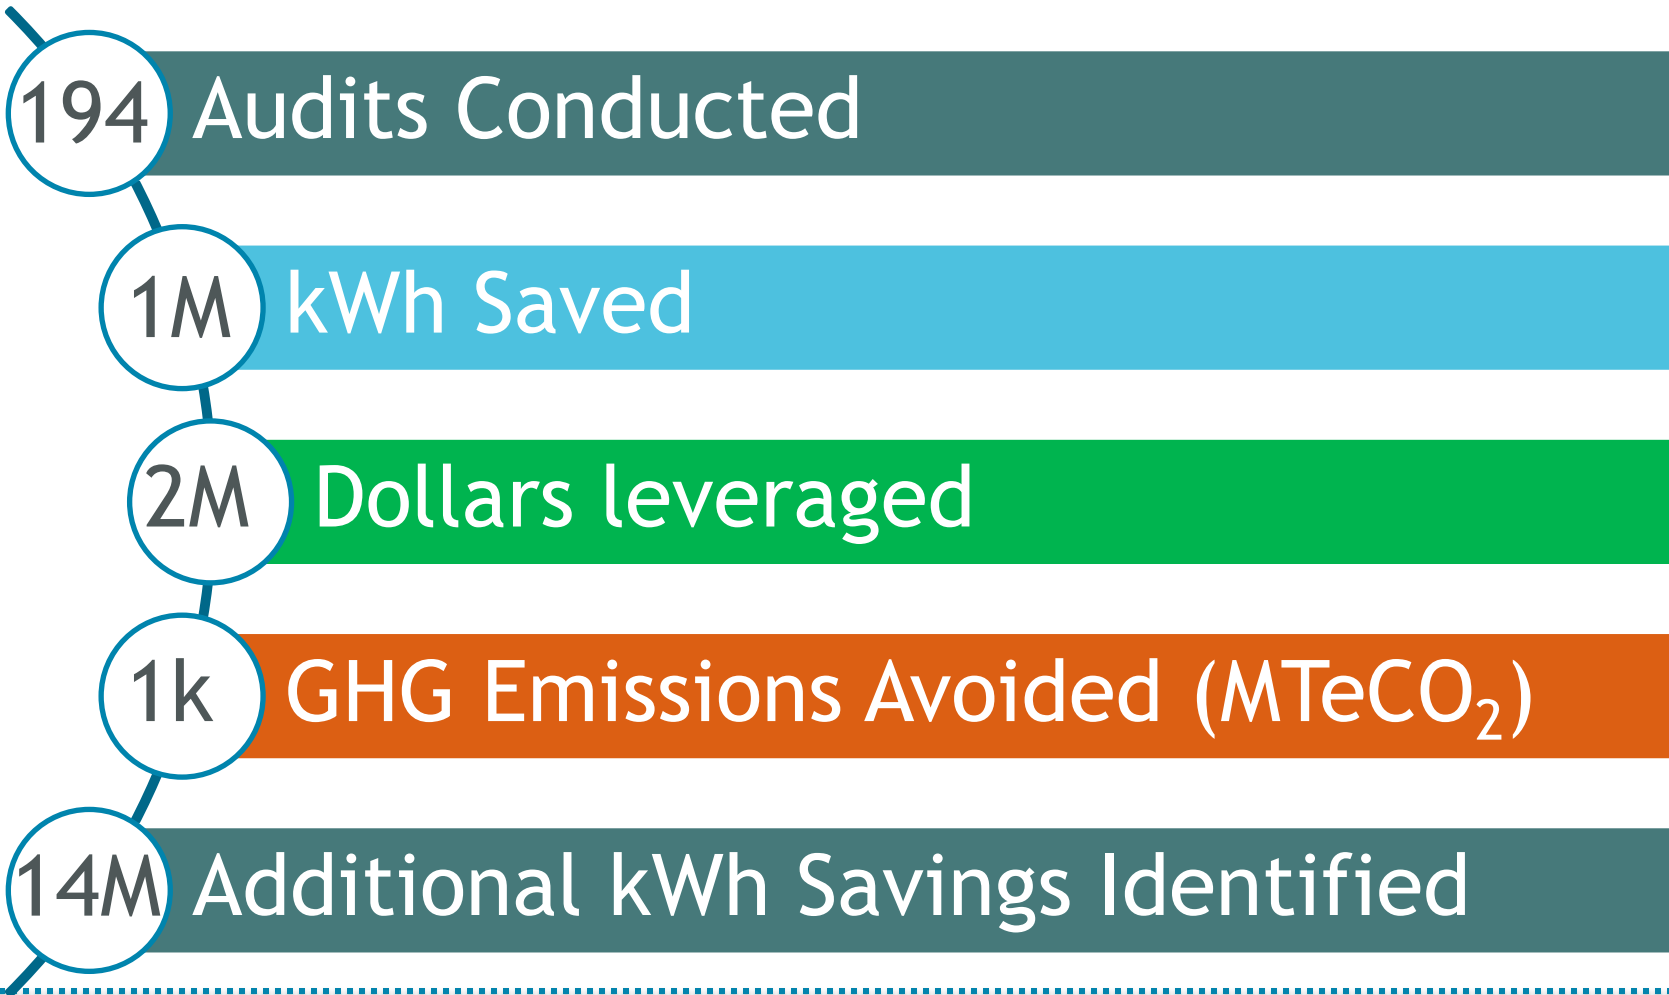 194 Audits Conducted
1M kWh Saved
2M Dollars leveraged
1k GHG Emissions Avoided (MTeCO₂)
14M Additional kWh Savings Identified